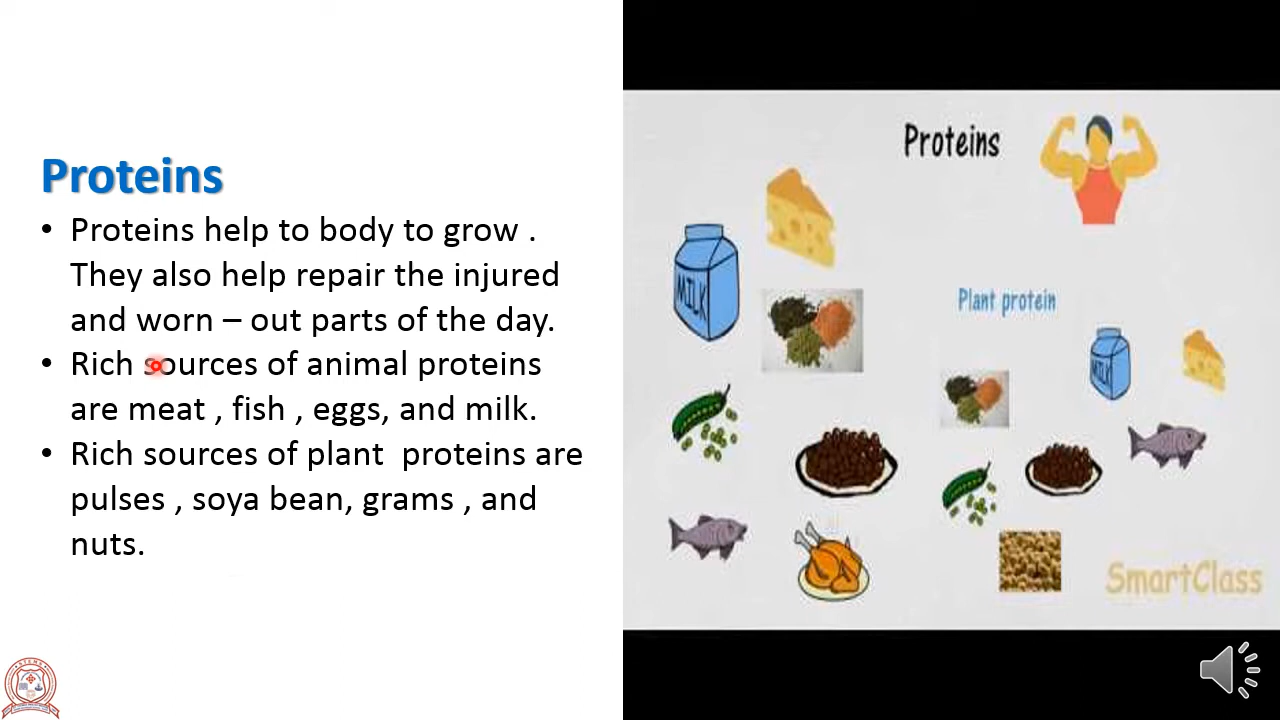 Proteins
• Proteins help to body to grow .
They also help repair the injured
and worn – out parts of the day.
• Rich sources of animal proteins
are meat , fish , eggs, and milk.
• Rich sources of plant  proteins are
pulses , soya bean, grams , and
nuts.
Proteins
MILK
Plant protein
MILK
SmartClass